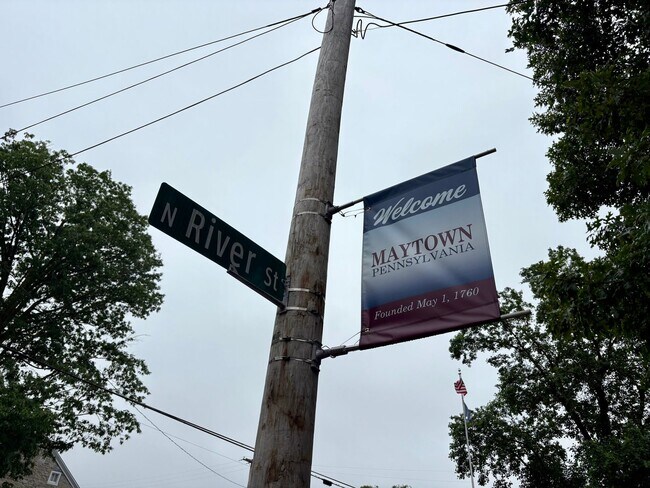 N River St
Welcome
MAYTOWN
PENNSYLVANIA
Founded May 1, 1760